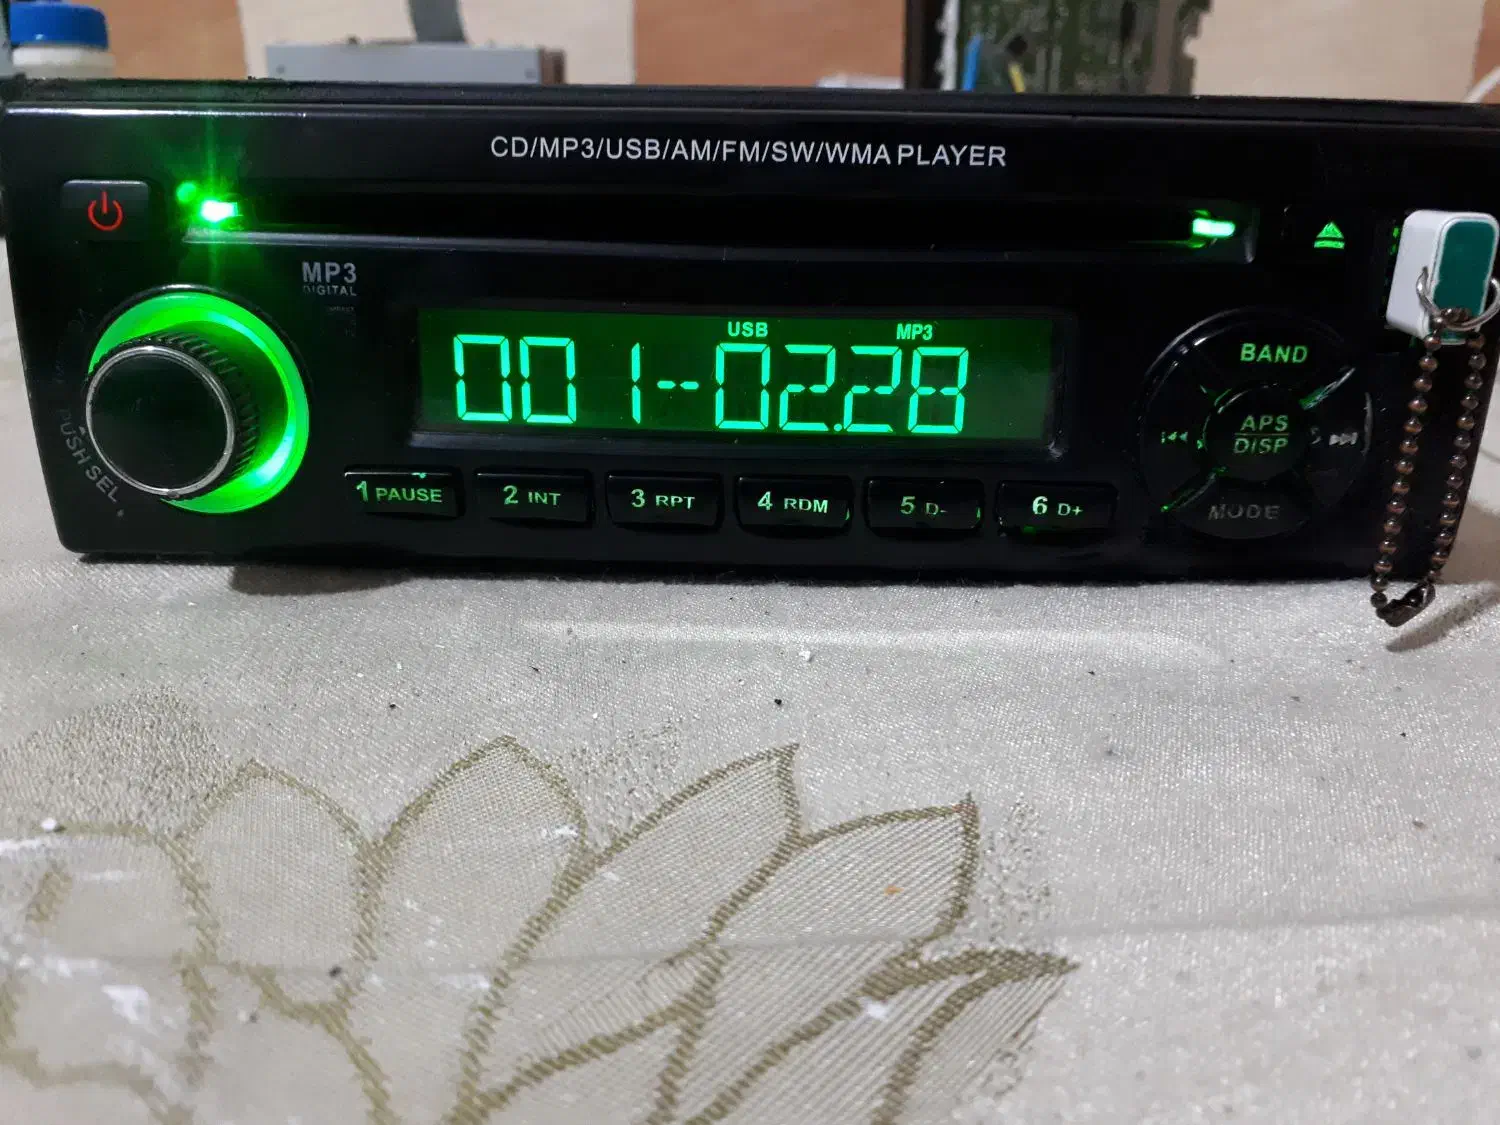 CD/MP3/USB/AM/FM/SW/WMA PLAYER
MP3
DIGITAL
USB MP3
001--02.28
BAND
APS
DISP
MODE
PUSH SEL
1 PAUSE
2 INT
3 RPT
4 RDM
5 D-
6 D+